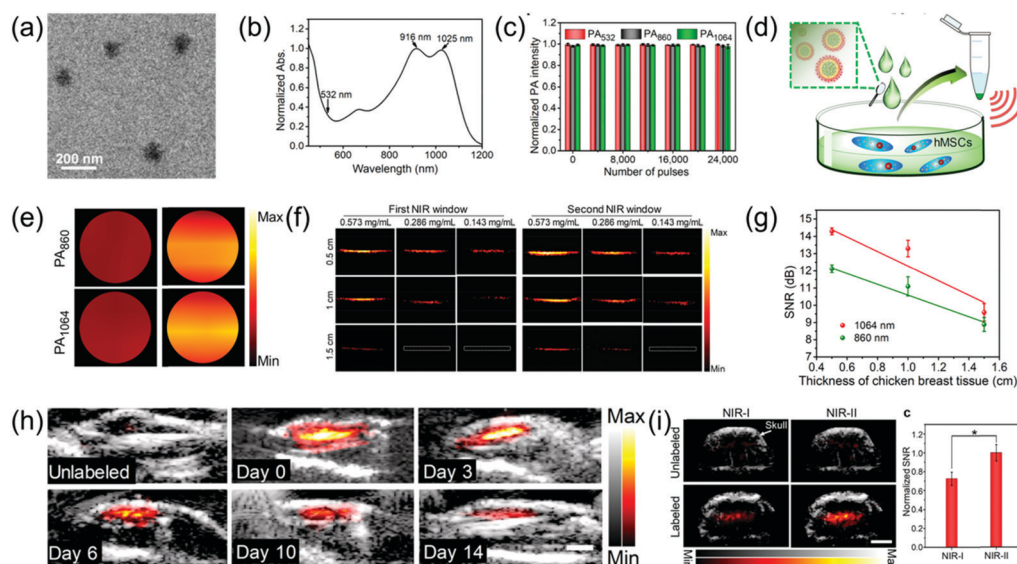 (a)
200 nm
(b)
Normalized Abs.
1.0
0.8
0.6
0.4
0.2
0.0
532 nm
916 nm
1025 nm
600 800 1000 1200
Wavelength (nm)
(c)
Normalized PA intensity
PA532 PA860 PA1064
1.2
1.0
0.8
0.6
0.4
0.2
0.0
0 8,000 16,000 24,000
Number of pulses
(d)
hMSCs
(e)
PA860
PA1064
Max
Min
(f)
First NIR window Second NIR window
0.573 mg/mL 0.286 mg/mL 0.143 mg/mL 0.573 mg/mL 0.286 mg/mL 0.143 mg/mL
0.5 cm
1 cm
1.5 cm
Max
Min
(g)
SNR (dB)
15
14
13
12
11
10
9
8
1064 nm
860 nm
0.4 0.6 0.8 1.0 1.2 1.4 1.6
Thickness of chicken breast tissue (cm)
(h)
Unlabeled
Day 0
Day 3
Day 6
Day 10
Day 14
Max
Min
(i)
NIR-I NIR-II
Skull
Unlabeled
Labeled
Min
c
Normalized SNR
*
1.2
1.0
0.8
0.6
0.4
0.2
0.0
NIR-I NIR-II